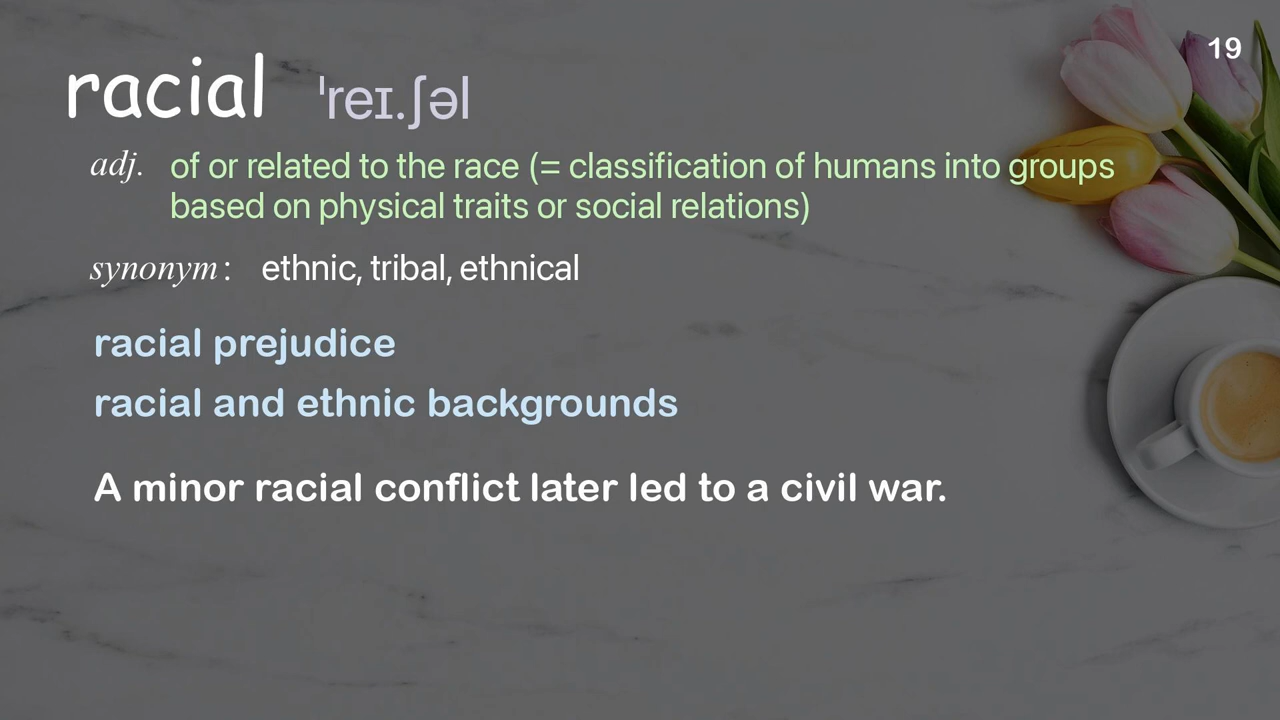 19
racial ˈreɪ.ʃəl
adj. of or related to the race (= classification of humans into groups
based on physical traits or social relations)
synonym: ethnic, tribal, ethnical
racial prejudice
racial and ethnic backgrounds
A minor racial conflict later led to a civil war.